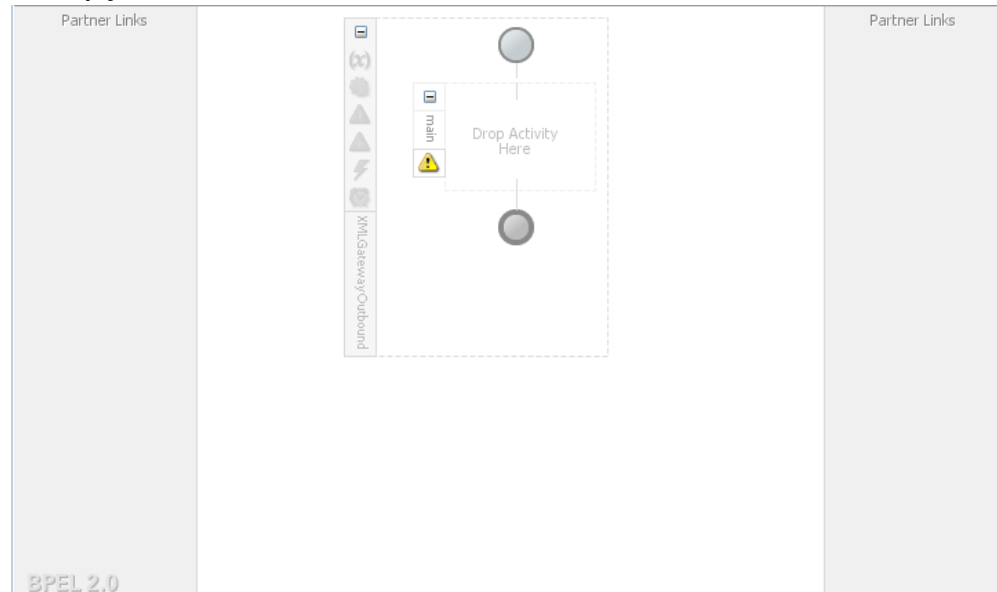 Partner Links
Partner Links
(x)
main
Drop Activity
Here
XMLGatewayOutbound
BPEL 2.0